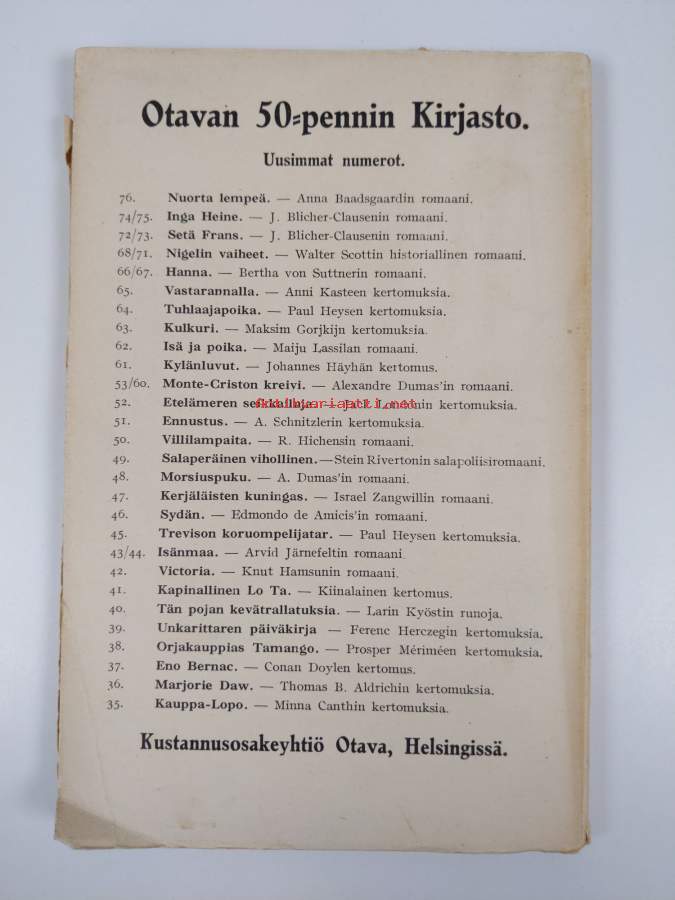 Otavan 50=pennin Kirjasto.
Uusimmat numerot.
76. Nuorta lempeä. — Anna Baadsgaardin romaani.
74/75. Inga Heine. — J. Blicher-Clausenin romaani.
72/73. Setä Frans. — J. Blicher-Clausenin romaani.
68/71. Nigelin vaiheet. — Walter Scottin historiallinen romaani.
66/67. Hanna. — Bertha von Suttnerin romaani.
65. Vastarannalla. — Anni Kasteen kertomuksia.
64. Tuhlaajapoika. — Paul Heysen kertomuksia.
63. Kulkuri. — Maksim Gorjkijn kertomuksia.
62. Isä ja poika. — Maiju Lassilan romaani.
61. Kylänluvut. — Johannes Häyhän kertomus.
53/60. Monte-Criston kreivi. — Alexandre Dumas'in romaani.
52. Etelämeren — Jack Londonin kertomuksia.
antikvariaatti.net
51. Ennustus. — A. Schnitzlerin kertomuksia.
50. Villilampaita. — R. Hichensin romaani.
49. Salaperäinen vihollinen. — Stein Rivertonin salapoliisiromaani.
48. Morsiuspuku. — A. Dumas'in romaani.
47. Kerjäläisten kuningas. — Israel Zangwillin romaani.
46. Sydän. — Edmondo de Amicis'in romaani.
45. Trevison koruompelijatar. — Paul Heysen kertomuksia.
43/44. Isänmaa. — Arvid Järnefeltin romaani.
42. Victoria. — Knut Hamsunin romaani.
41. Kapinallinen Lo Ta. — Kiinalainen kertomus.
40. Tän pojan kevätrallatuksia. — Larin Kyöstin runoja.
39. Unkarittaren päiväkirja — Ferenc Herczegin kertomuksia.
38. Orjakauppias Tamango. — Prosper Mériméen kertomuksia.
37. Eno Bernac. — Conan Doylen kertomus.
36. Marjorie Daw. — Thomas B. Aldrichin kertomuksia.
35. Kauppa-Lopo. — Minna Canthin kertomuksia.
Kustannusosakeyhtiö Otava, Helsingissä.